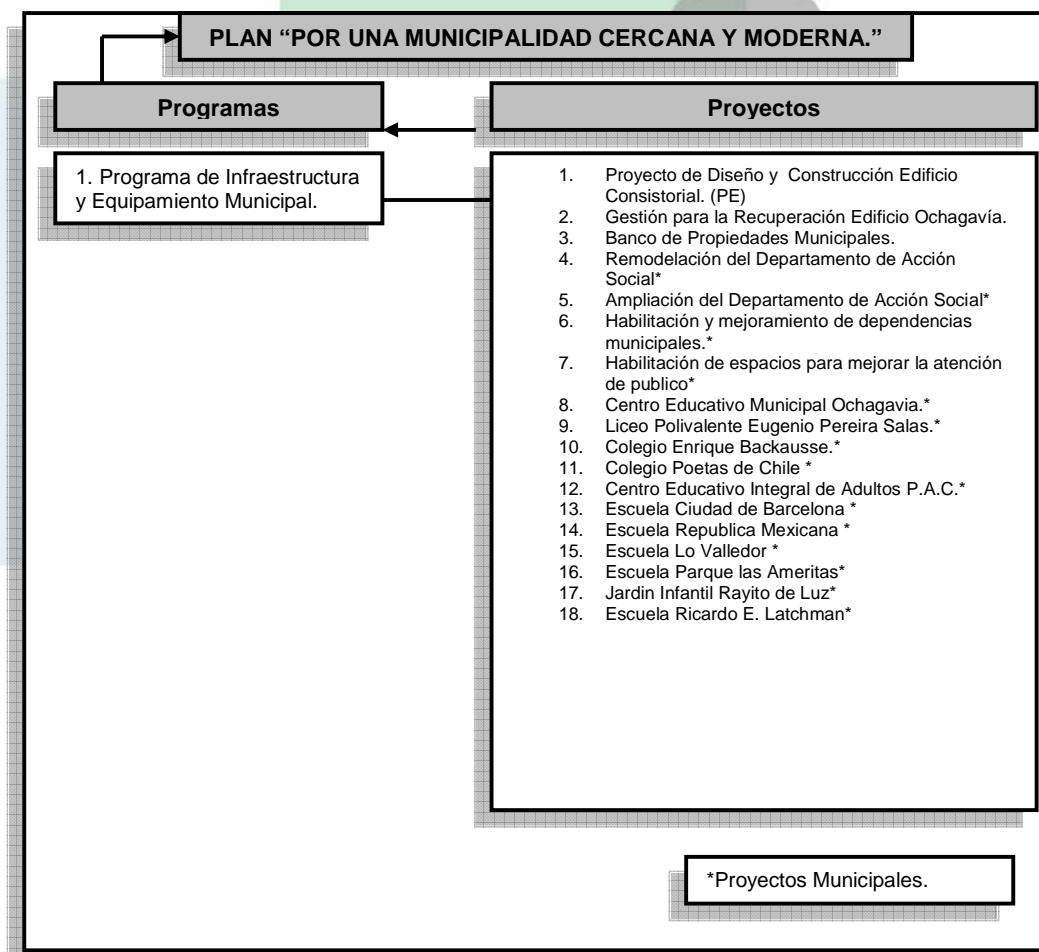 PLAN “POR UNA MUNICIPALIDAD CERCANA Y MODERNA.”
Programas
Proyectos
1. Programa de Infraestructura
y Equipamiento Municipal.
1. Proyecto de Diseño y Construcción Edificio
Consistorial. (PE)
2. Gestión para la Recuperación Edificio Ochagavía.
3. Banco de Propiedades Municipales.
4. Remodelación del Departamento de Acción
Social*
5. Ampliación del Departamento de Acción Social*
6. Habilitación y mejoramiento de dependencias
municipales.*
7. Habilitación de espacios para mejorar la atención
de publico*
8. Centro Educativo Municipal Ochagavia.*
9. Liceo Polivalente Eugenio Pereira Salas.*
10. Colegio Enrique Backausse.*
11. Colegio Poetas de Chile *
12. Centro Educativo Integral de Adultos P.A.C.*
13. Escuela Ciudad de Barcelona *
14. Escuela Republica Mexicana *
15. Escuela Lo Valledor *
16. Escuela Parque las Ameritas*
17. Jardin Infantil Rayito de Luz*
18. Escuela Ricardo E. Latchman*
*Proyectos Municipales.